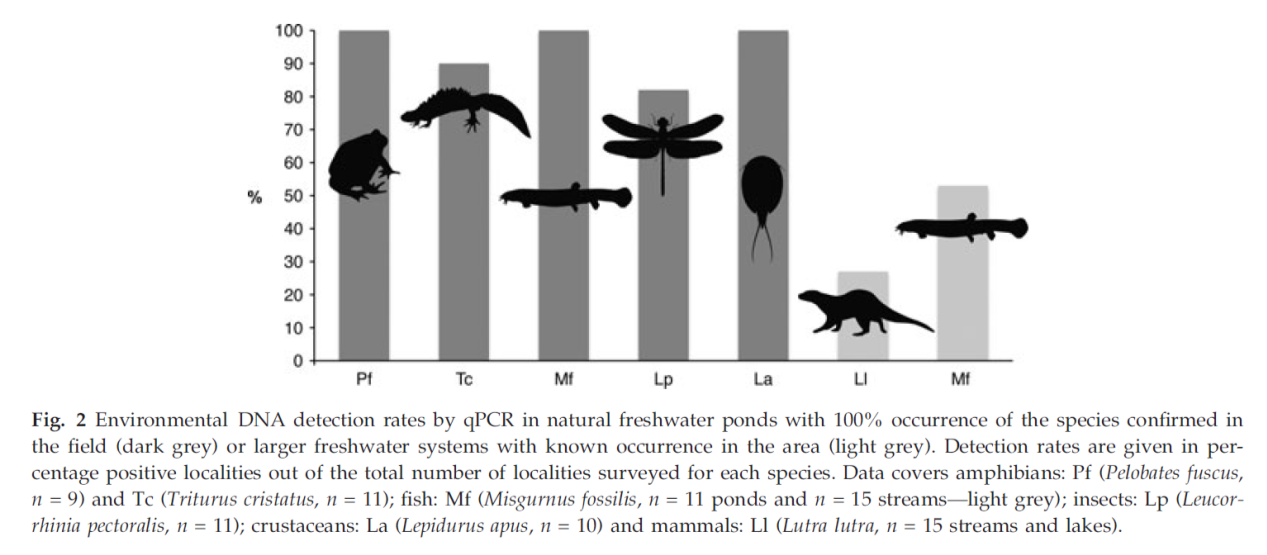 100
90
80
70
60
%
50
40
30
20
10
0
Pf Tc Mf Lp La Ll Mf
Fig. 2 Environmental DNA detection rates by qPCR in natural freshwater ponds with 100% occurrence of the species confirmed in
the field (dark grey) or larger freshwater systems with known occurrence in the area (light grey). Detection rates are given in per-
centage positive localities out of the total number of localities surveyed for each species. Data covers amphibians: Pf (Pelobates fuscus,
n = 9) and Tc (Triturus cristatus, n = 11); fish: Mf (Misgurnus fossilis, n = 11 ponds and n = 15 streams—light grey); insects: Lp (Leucor-
rhinia pectoralis, n = 11); crustaceans: La (Lepidurus apus, n = 10) and mammals: Ll (Lutra lutra, n = 15 streams and lakes).